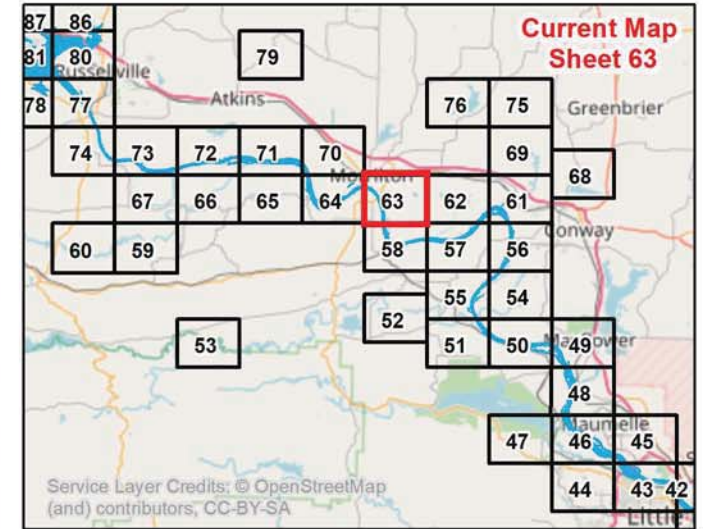 87 86
Current Map
Sheet 63
81 80 79
Russellville
78 77 Atkins 76 75 Greenbrier
74 73 72 71 70 69
Morrilton 68
67 66 65 64 63 62 61
Conway
60 59 58 57 56
55 54
52
53 51 50 49
Mayflower
48
Maumelle
47 46 45
Service Layer Credits: © OpenStreetMap
(and) contributors, CC-BY-SA
44 43 42
Little